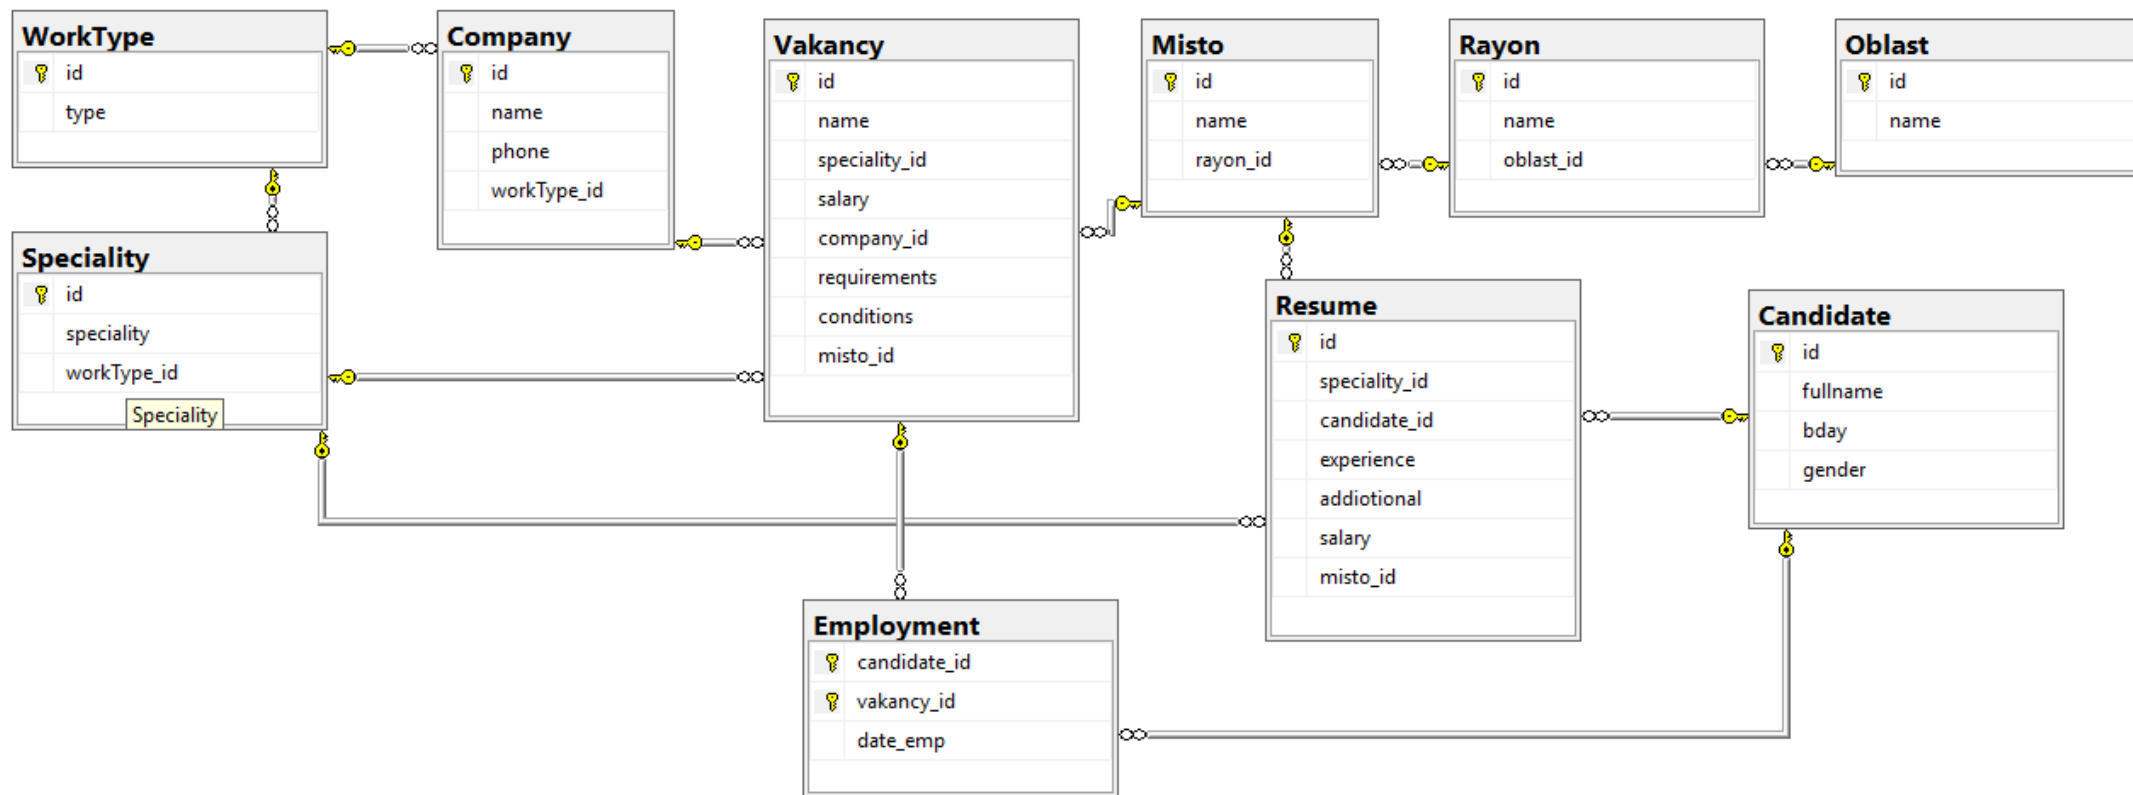 WorkType
id
type
Company
id
name
phone
workType_id
Vakancy
id
name
speciality_id
salary
company_id
requirements
conditions
misto_id
Misto
id
name
rayon_id
Rayon
id
name
oblast_id
Oblast
id
name
Speciality
id
speciality
workType_id
Speciality
Resume
id
speciality_id
candidate_id
experience
addiotional
salary
misto_id
Candidate
id
fullname
bday
gender
Employment
candidate_id
vakancy_id
date_emp